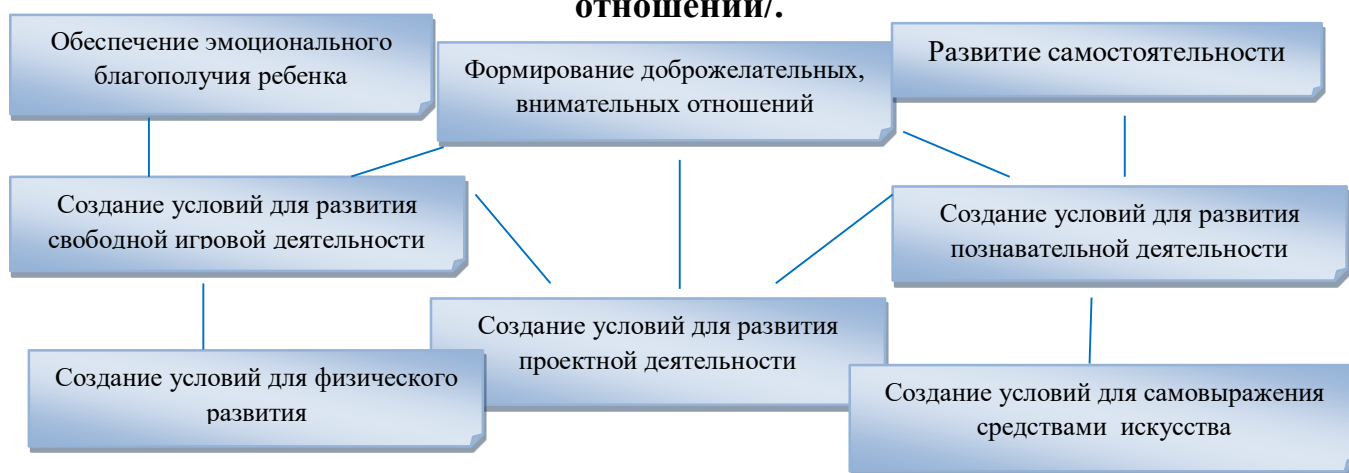 отношений/.
Обеспечение эмоционального
благополучия ребенка
Формирование доброжелательных,
внимательных отношений
Развитие самостоятельности
Создание условий для развития
свободной игровой деятельности
Создание условий для развития
познавательной деятельности
Создание условий для развития
проектной деятельности
Создание условий для физического
развития
Создание условий для самовыражения
средствами искусства